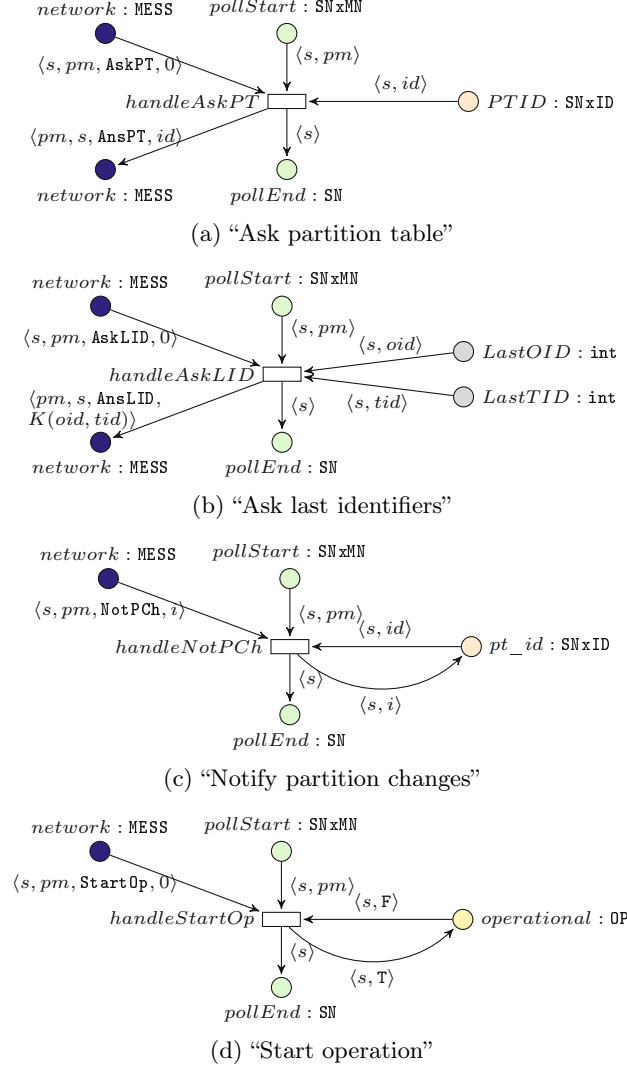 network : MESS
pollStart : SNxMN
⟨s, pm, AskPT, 0⟩
⟨s, pm⟩
⟨s, id⟩
handleAskPT
PTID : SNxID
⟨pm, s, AnsPT, id⟩
⟨s⟩
network : MESS
pollEnd : SN
(a) “Ask partition table”
network : MESS
pollStart : SNxMN
⟨s, pm, AskLID, 0⟩
⟨s, pm⟩
⟨s, oid⟩
LastOID : int
handleAskLID
⟨pm, s, AnsLID,
K(oid, tid)⟩
⟨s⟩
⟨s, tid⟩
LastTID : int
network : MESS
pollEnd : SN
(b) “Ask last identifiers”
network : MESS
pollStart : SNxMN
⟨s, pm, NotPCh, i⟩
⟨s, pm⟩
⟨s, id⟩
handleNotPCh
pt_id : SNxID
⟨s⟩
⟨s, i⟩
pollEnd : SN
(c) “Notify partition changes”
network : MESS
pollStart : SNxMN
⟨s, pm, StartOp, 0⟩
⟨s, pm⟩
⟨s, F⟩
handleStartOp
operational : OP
⟨s⟩
⟨s, T⟩
pollEnd : SN
(d) “Start operation”